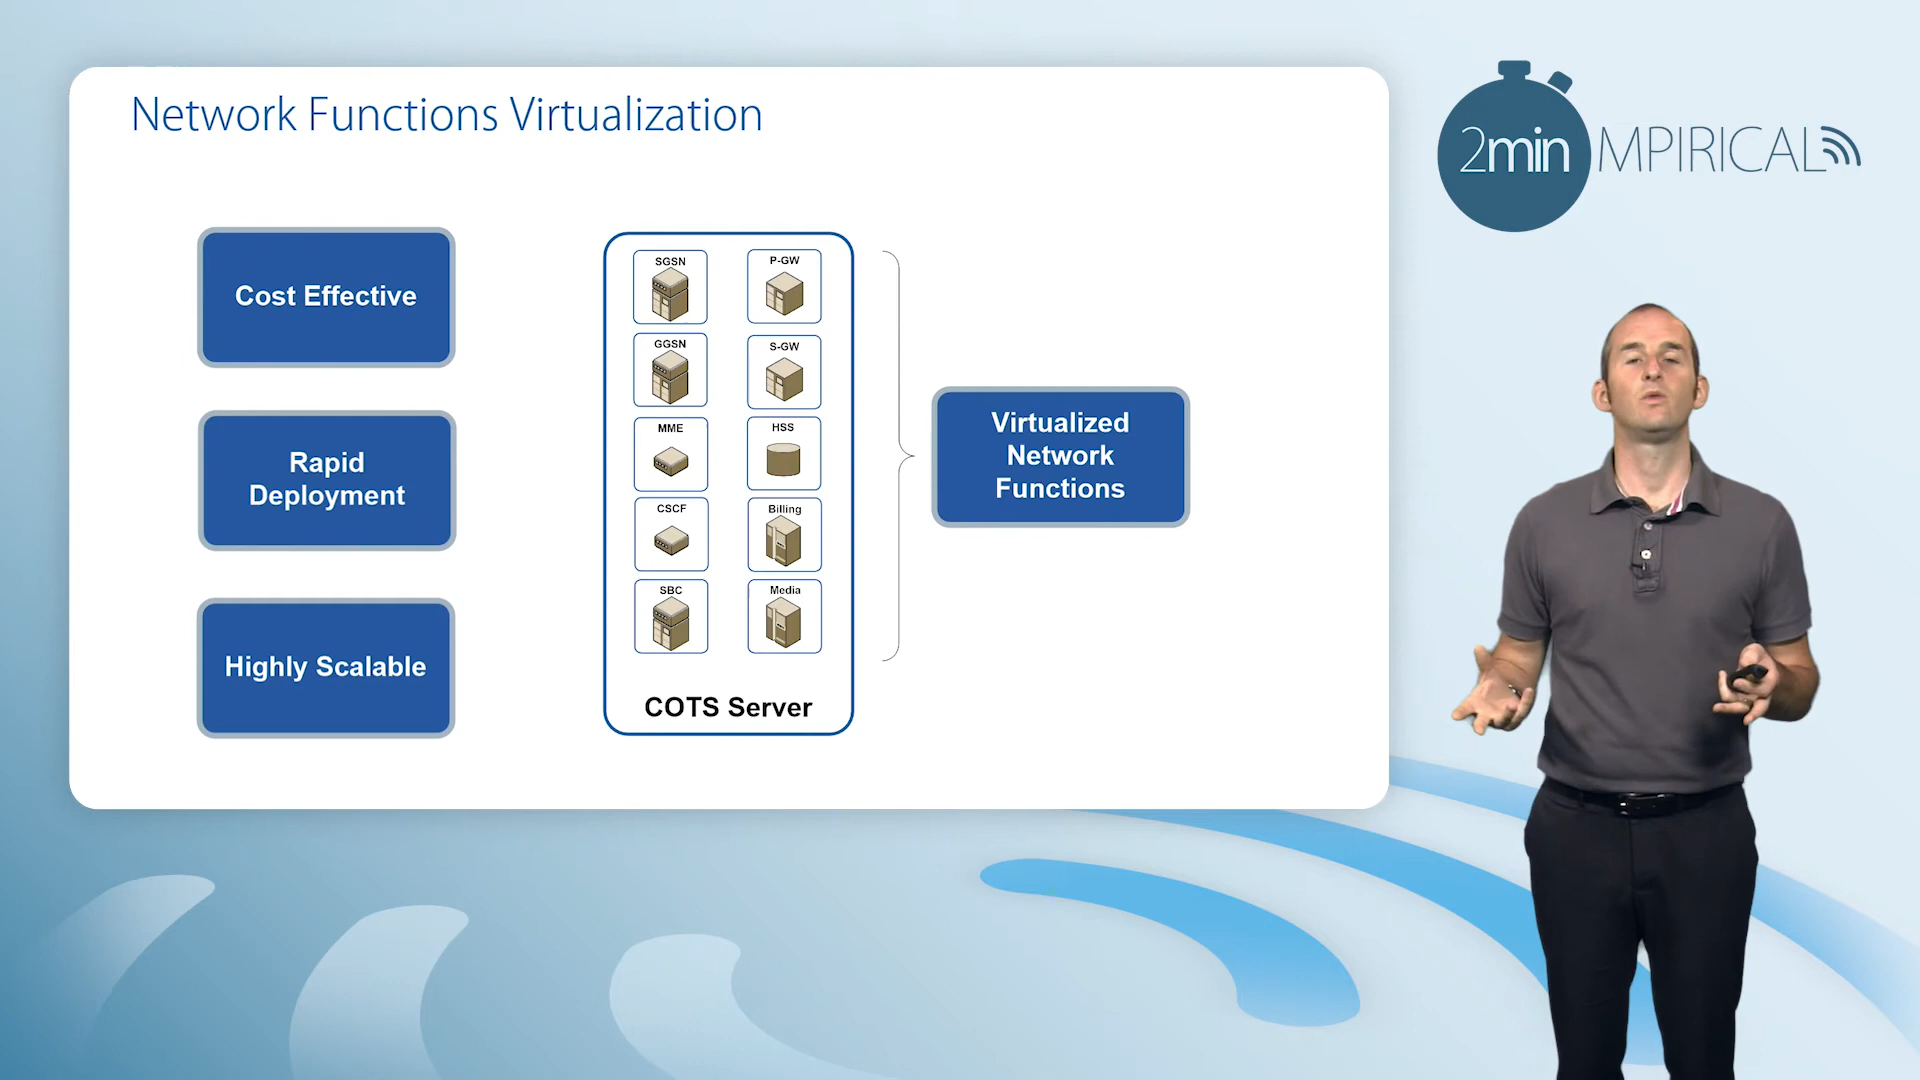 Network Functions Virtualization
2min MPIRICAL
Cost Effective
Rapid
Deployment
Highly Scalable
SGSN
P-GW
GGSN
S-GW
MME
HSS
CSCF
Billing
SBC
Media
COTS Server
Virtualized
Network
Functions